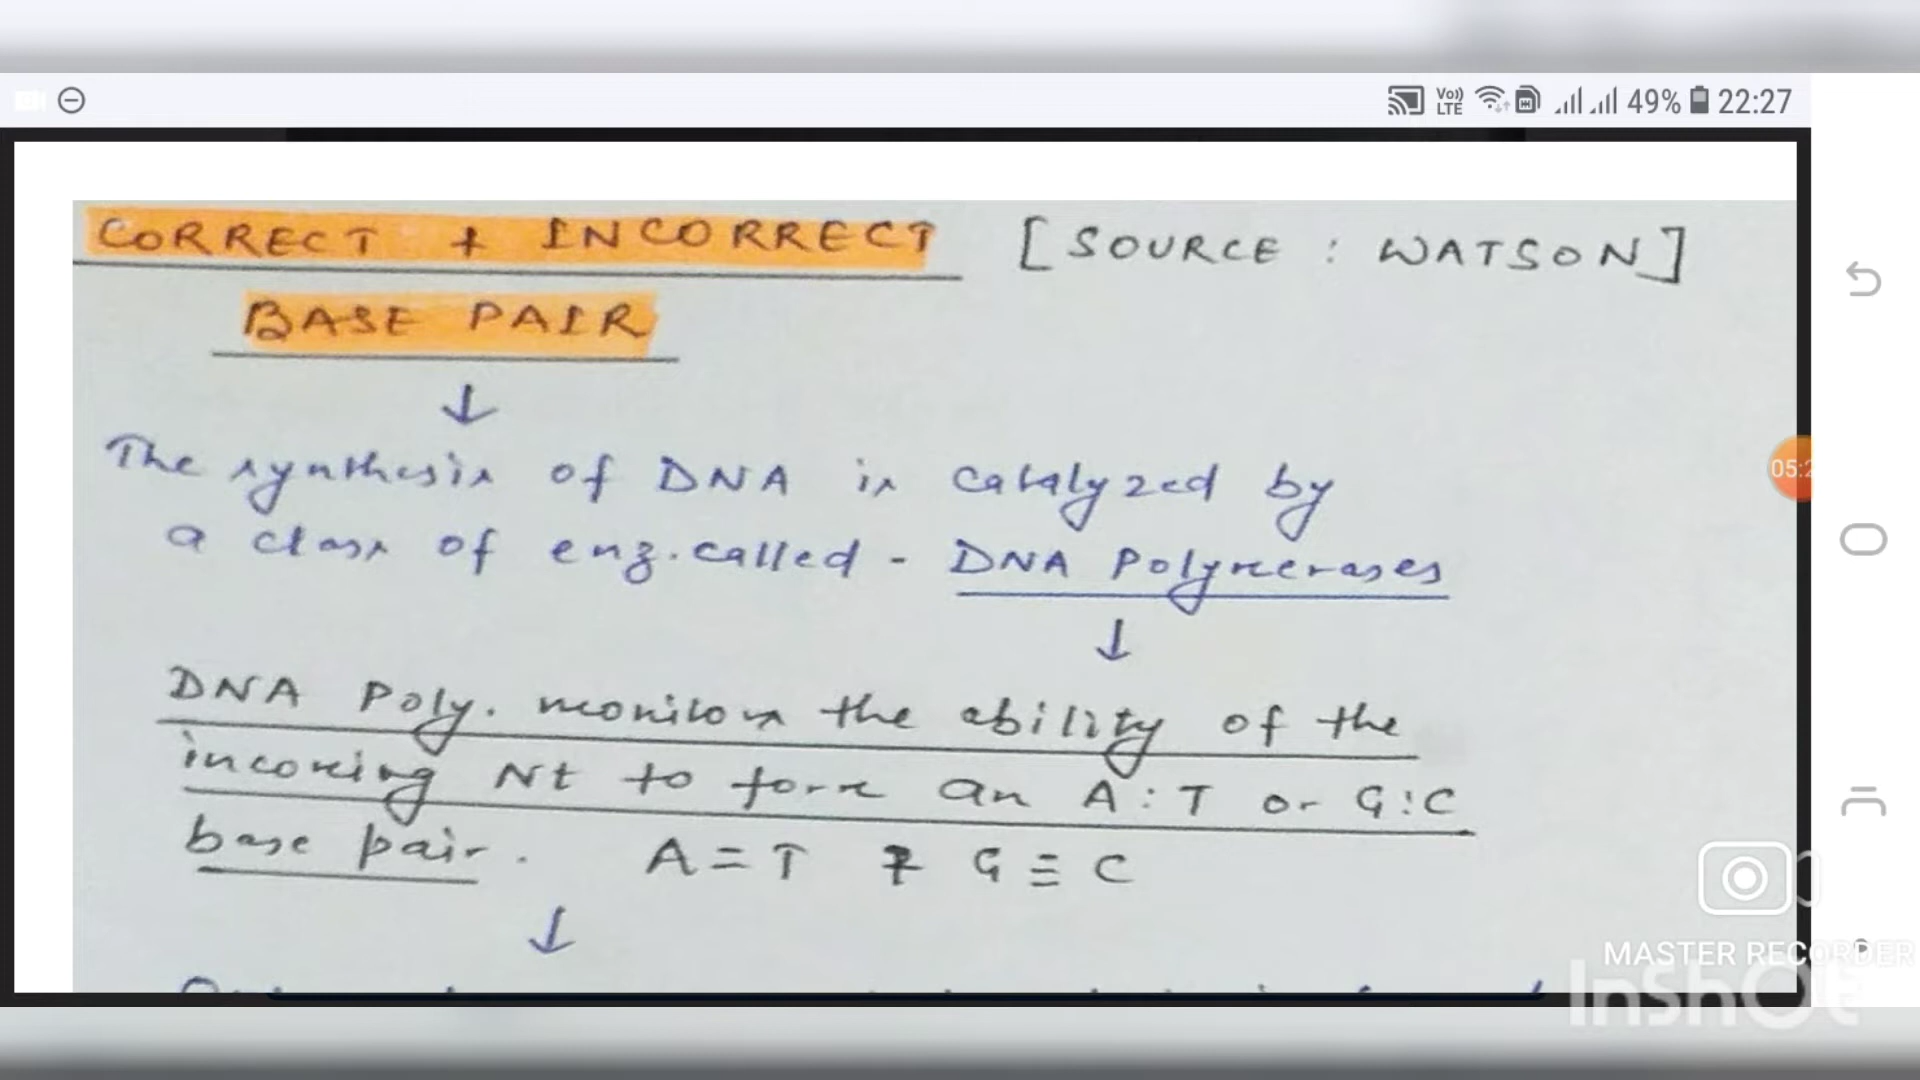 49% 22:27
Vo)) LTE
CORRECT + INCORRECT [SOURCE : WATSON]
BASE PAIR
↓
The synthesis of DNA is catalyzed by
a class of enz. called - DNA Polymerases
↓
DNA Poly. monitors the ability of the
incoming Nt to form an A:T or G:C
base pair. A=T & G≡C
↓
05:2
MASTER RECORDER
InShOt